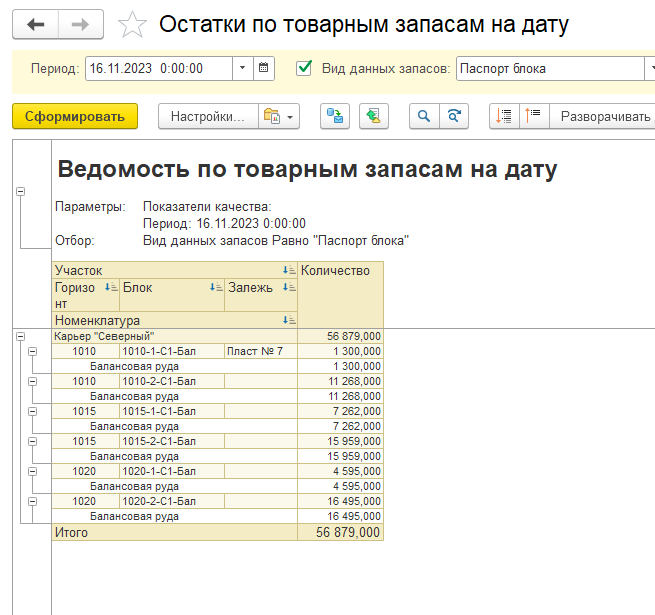 Остатки по товарным запасам на дату
Период: 16.11.2023 0:00:00 Вид данных запасов: Паспорт блока
Сформировать Настройки... Разворачивать
Ведомость по товарным запасам на дату
Параметры: Показатели качества:
Период: 16.11.2023 0:00:00
Отбор: Вид данных запасов Равно "Паспорт блока"
Участок Количество
Горизо Блок Залежь
нт
Номенклатура
Карьер "Северный" 56 879,000
1010 1010-1-С1-Бал Пласт № 7 1 300,000
Балансовая руда 1 300,000
1010 1010-2-С1-Бал 11 268,000
Балансовая руда 11 268,000
1015 1015-1-С1-Бал 7 262,000
Балансовая руда 7 262,000
1015 1015-2-С1-Бал 15 959,000
Балансовая руда 15 959,000
1020 1020-1-С1-Бал 4 595,000
Балансовая руда 4 595,000
1020 1020-2-С1-Бал 16 495,000
Балансовая руда 16 495,000
Итого 56 879,000